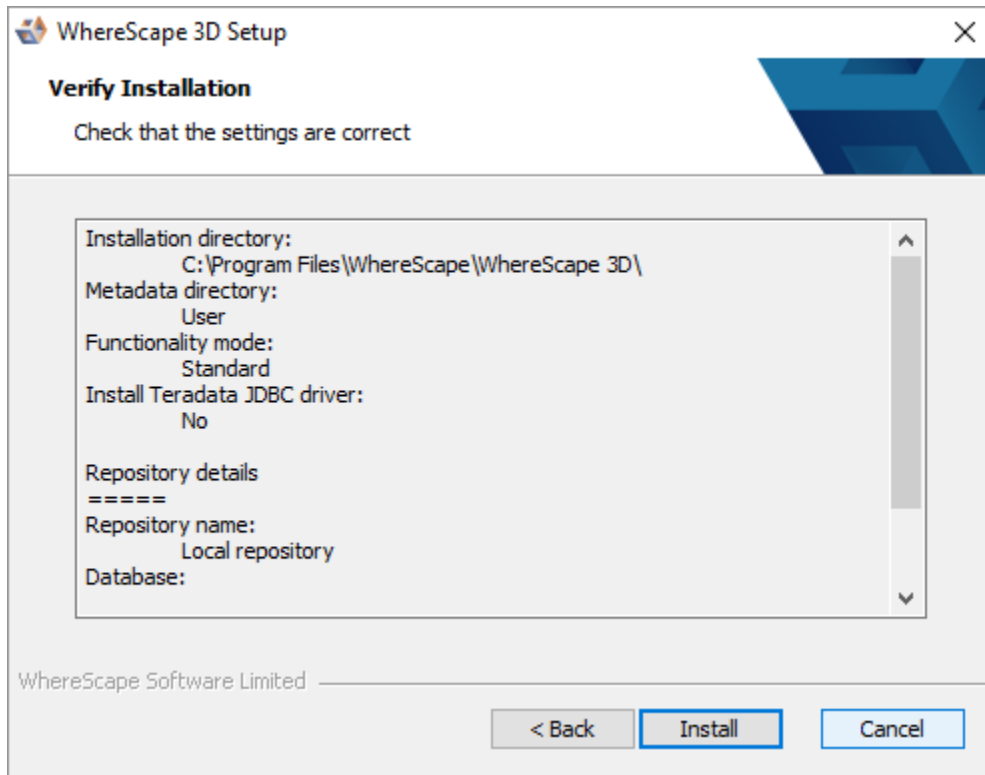 WhereScape 3D Setup
Verify Installation
Check that the settings are correct
Installation directory:
C:\Program Files\WhereScape\WhereScape 3D\
Metadata directory:
User
Functionality mode:
Standard
Install Teradata JDBC driver:
No
Repository details
=====
Repository name:
Local repository
Database:
WhereScape Software Limited
< Back
Install
Cancel